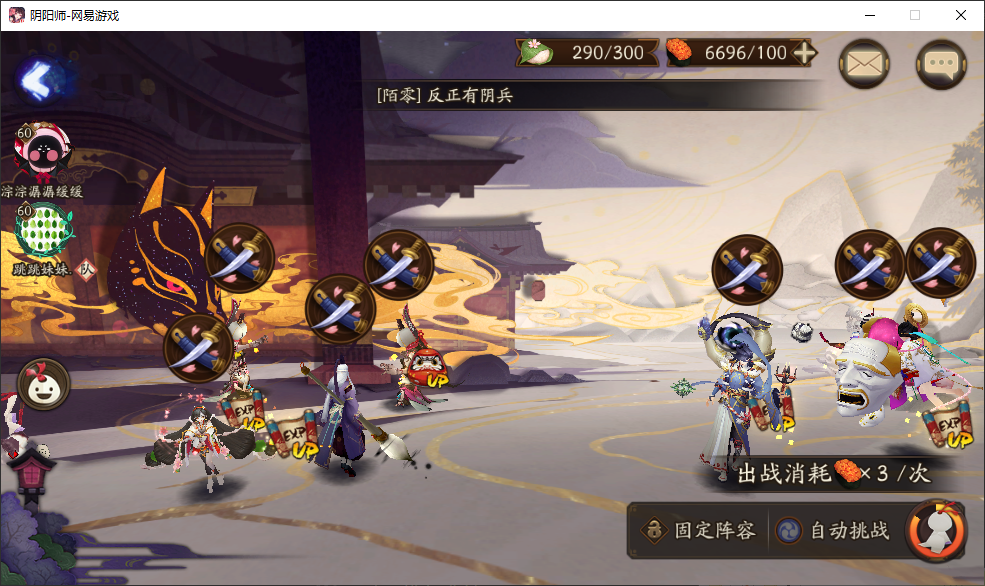 阴阳师-网易游戏
290/300
6696/100
[陌零] 反正有阴兵
60
淙淙潺潺缓缓
60
跳跳妹妹.
队
UP
EXP
UP
EXP
UP
UP
EXP
UP
出战消耗 × 3 /次
固定阵容
自动挑战